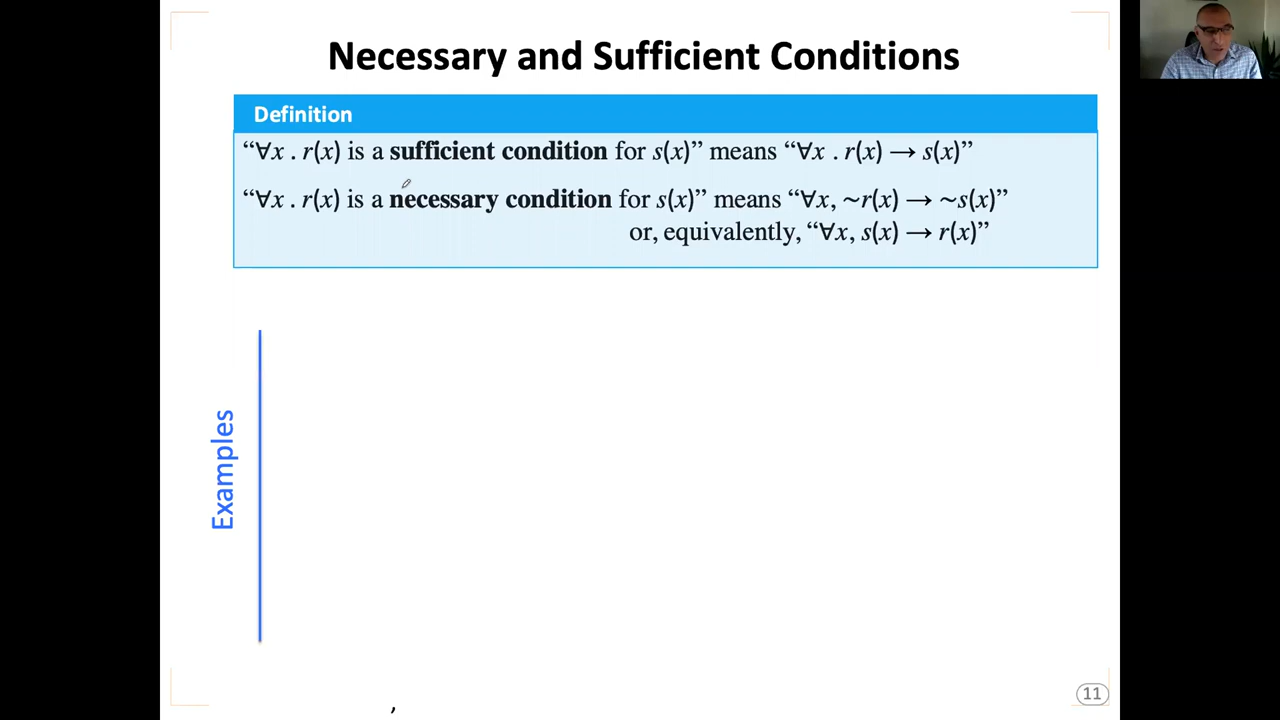 Necessary and Sufficient Conditions
Definition
“∀x . r(x) is a sufficient condition for s(x)” means “∀x . r(x) → s(x)”
“∀x . r(x) is a necessary condition for s(x)” means “∀x, ~r(x) → ~s(x)”
or, equivalently, “∀x, s(x) → r(x)”
Examples
11
,